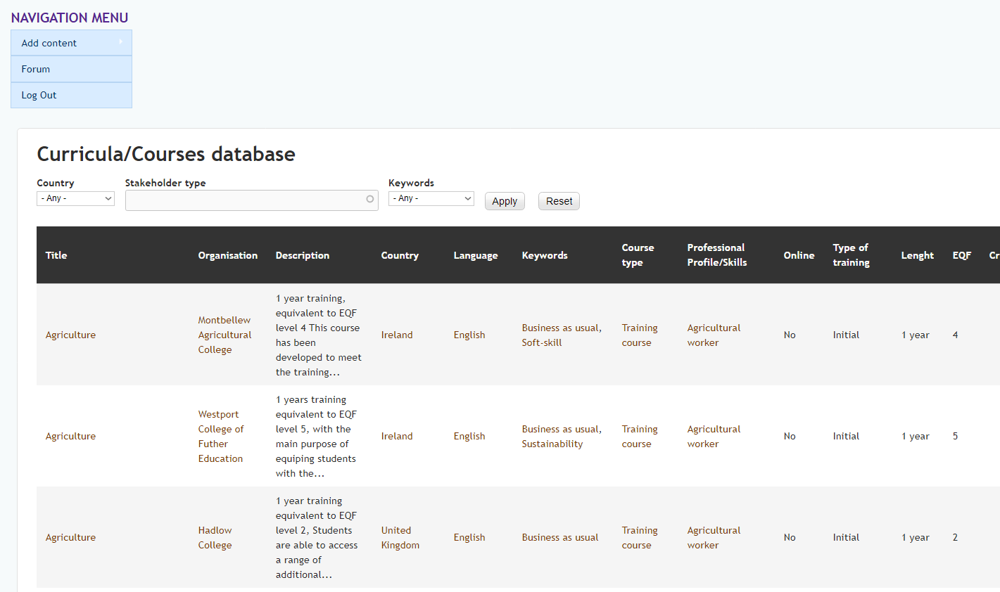 NAVIGATION MENU
Add content
Forum
Log Out
Curricula/Courses database
Country
Stakeholder type
Keywords
- Any -
- Any -
Apply
Reset
Title
Organisation
Description
Country
Language
Keywords
Course
type
Professional
Profile/Skills
Online
Type of
training
Lenght
EQF
Cr
Agriculture
Montbellew
Agricultural
College
1 year training,
equivalent to EQF
level 4 This course
has been
developed to meet
the training...
Ireland
English
Business as usual,
Soft-skill
Training
course
Agricultural
worker
No
Initial
1 year
4
Agriculture
Westport
College of
Futher
Education
1 years training
equivalent to EQF
level 5, with the
main purpose of
equiping students
with the...
Ireland
English
Business as usual,
Sustainability
Training
course
Agricultural
worker
No
Initial
1 year
5
Agriculture
Hadlow
College
1 year training
equivalent to EQF
level 2, Students
are able to access
a range of
additional...
United
Kingdom
English
Business as usual
Training
course
Agricultural
worker
No
Initial
1 year
2